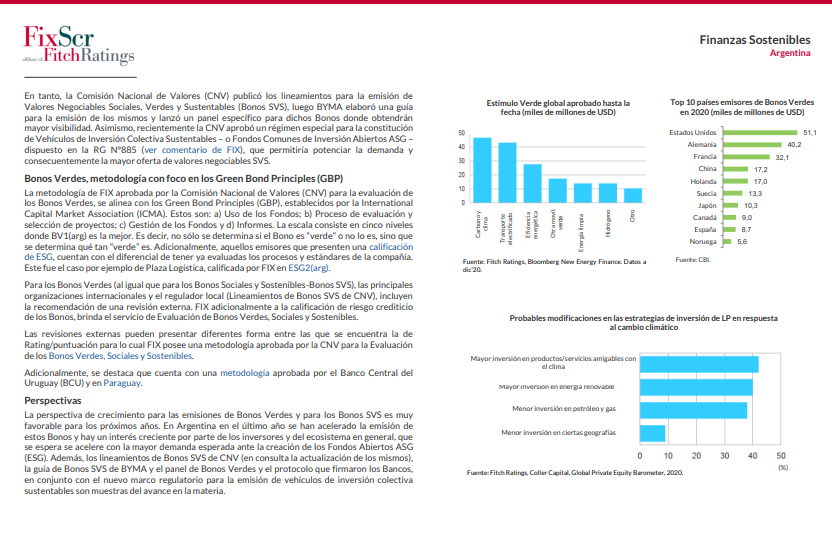 FixScr
affiliate of FitchRatings
Finanzas Sostenibles
Argentina
En tanto, la Comisión Nacional de Valores (CNV) publicó los lineamientos para la emisión de
Valores Negociables Sociales, Verdes y Sustentables (Bonos SVS), luego BYMA elaboró una guía
para la emisión de los mismos y lanzó un panel específico para dichos Bonos donde obtendrán
mayor visibilidad. Asimismo, recientemente la CNV aprobó un régimen especial para la constitución
de Vehículos de Inversión Colectiva Sustentables – o Fondos Comunes de Inversión Abiertos ASG –
dispuesto en la RG N°885 (ver comentario de FIX), que permitiría potenciar la demanda y
consecuentemente la mayor oferta de valores negociables SVS.
Bonos Verdes, metodología con foco en los Green Bond Principles (GBP)
La metodología de FIX aprobada por la Comisión Nacional de Valores (CNV) para la evaluación de
los Bonos Verdes, se alinea con los Green Bond Principles (GBP), establecidos por la International
Capital Market Association (ICMA). Estos son: a) Uso de los Fondos; b) Proceso de evaluación y
selección de proyectos; c) Gestión de los Fondos y d) Informes. La escala consiste en cinco niveles
donde BV1(arg) es la mejor. Es decir, no sólo se determina si el Bono es "verde" o no lo es, sino que
se determina qué tan "verde" es. Adicionalmente, aquellos emisores que presenten una calificación
de ESG, cuentan con el diferencial de tener ya evaluados los procesos y estándares de la compañía.
Este fue el caso por ejemplo de Plaza Logística, calificada por FIX en ESG2(arg).
Para los Bonos Verdes (al igual que para los Bonos Sociales y Sostenibles-Bonos SVS), las principales
organizaciones internacionales y el regulador local (Lineamientos de Bonos SVS de CNV), incluyen
la recomendación de una revisión externa. FIX adicionalmente a la calificación de riesgo crediticio
de los Bonos, brinda el servicio de Evaluación de Bonos Verdes, Sociales y Sostenibles.
Las revisiones externas pueden presentar diferentes forma entre las que se encuentra la de
Rating/puntuación para lo cual FIX posee una metodología aprobada por la CNV para la Evaluación
de los Bonos Verdes, Sociales y Sostenibles.
Adicionalmente, se destaca que cuenta con una metodología aprobada por el Banco Central del
Uruguay (BCU) y en Paraguay.
Perspectivas
La perspectiva de crecimiento para las emisiones de Bonos Verdes y para los Bonos SVS es muy
favorable para los próximos años. En Argentina en el último año se han acelerado la emisión de
estos Bonos y hay un interés creciente por parte de los inversores y del ecosistema en general, que
se espera se acelere con la mayor demanda esperada ante la creación de los Fondos Abiertos ASG
(ESG). Además, los lineamientos de Bonos SVS de CNV (en consulta la actualización de los mismos),
la guía de Bonos SVS de BYMA y el panel de Bonos Verdes y el protocolo que firmaron los Bancos,
en conjunto con el nuevo marco regulatorio para la emisión de vehículos de inversión colectiva
sustentables son muestras del avance en la materia.
Estímulo Verde global aprobado hasta la
fecha (miles de millones de USD)
50
40
30
20
10
0
Carbono y
clima
Transporte
electrificado
Eficiencia
energética
Otra movil.
verde
Energía limpia
Hidrógeno
Otro
Fuente: Fitch Ratings, Bloomberg New Energy Finance. Datos a
dic'20.
Top 10 países emisores de Bonos Verdes
en 2020 (miles de millones de USD)
Estados Unidos 51,1
Alemania 40,2
Francia 32,1
China 17,2
Holanda 17,0
Suecia 13,3
Japón 10,3
Canadá 9,0
España 8,7
Noruega 5,6
Fuente: CBI.
Probables modificaciones en las estrategias de inversión de LP en respuesta
al cambio climático
Mayor inversión en productos/servicios amigables con
el clima
Mayor inversión en energía renovable
Menor inversión en petróleo y gas
Menor inversión en ciertas geografías
0 10 20 30 40 50
(%)
Fuente: Fitch Ratings, Coller Capital, Global Private Equity Barometer, 2020.